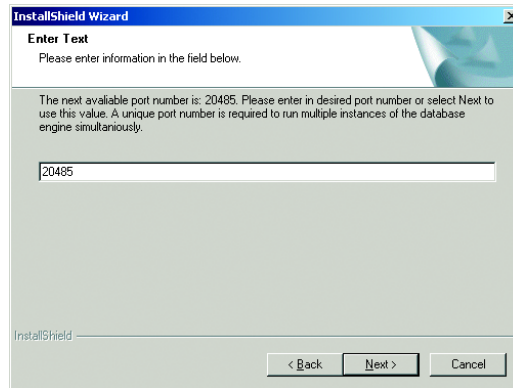 InstallShield Wizard
Enter Text
Please enter information in the field below.
The next avaliable port number is: 20485. Please enter in desired port number or select Next to
use this value. A unique port number is required to run multiple instances of the database
engine simultaniously.
20485
InstallShield
< Back
Next >
Cancel